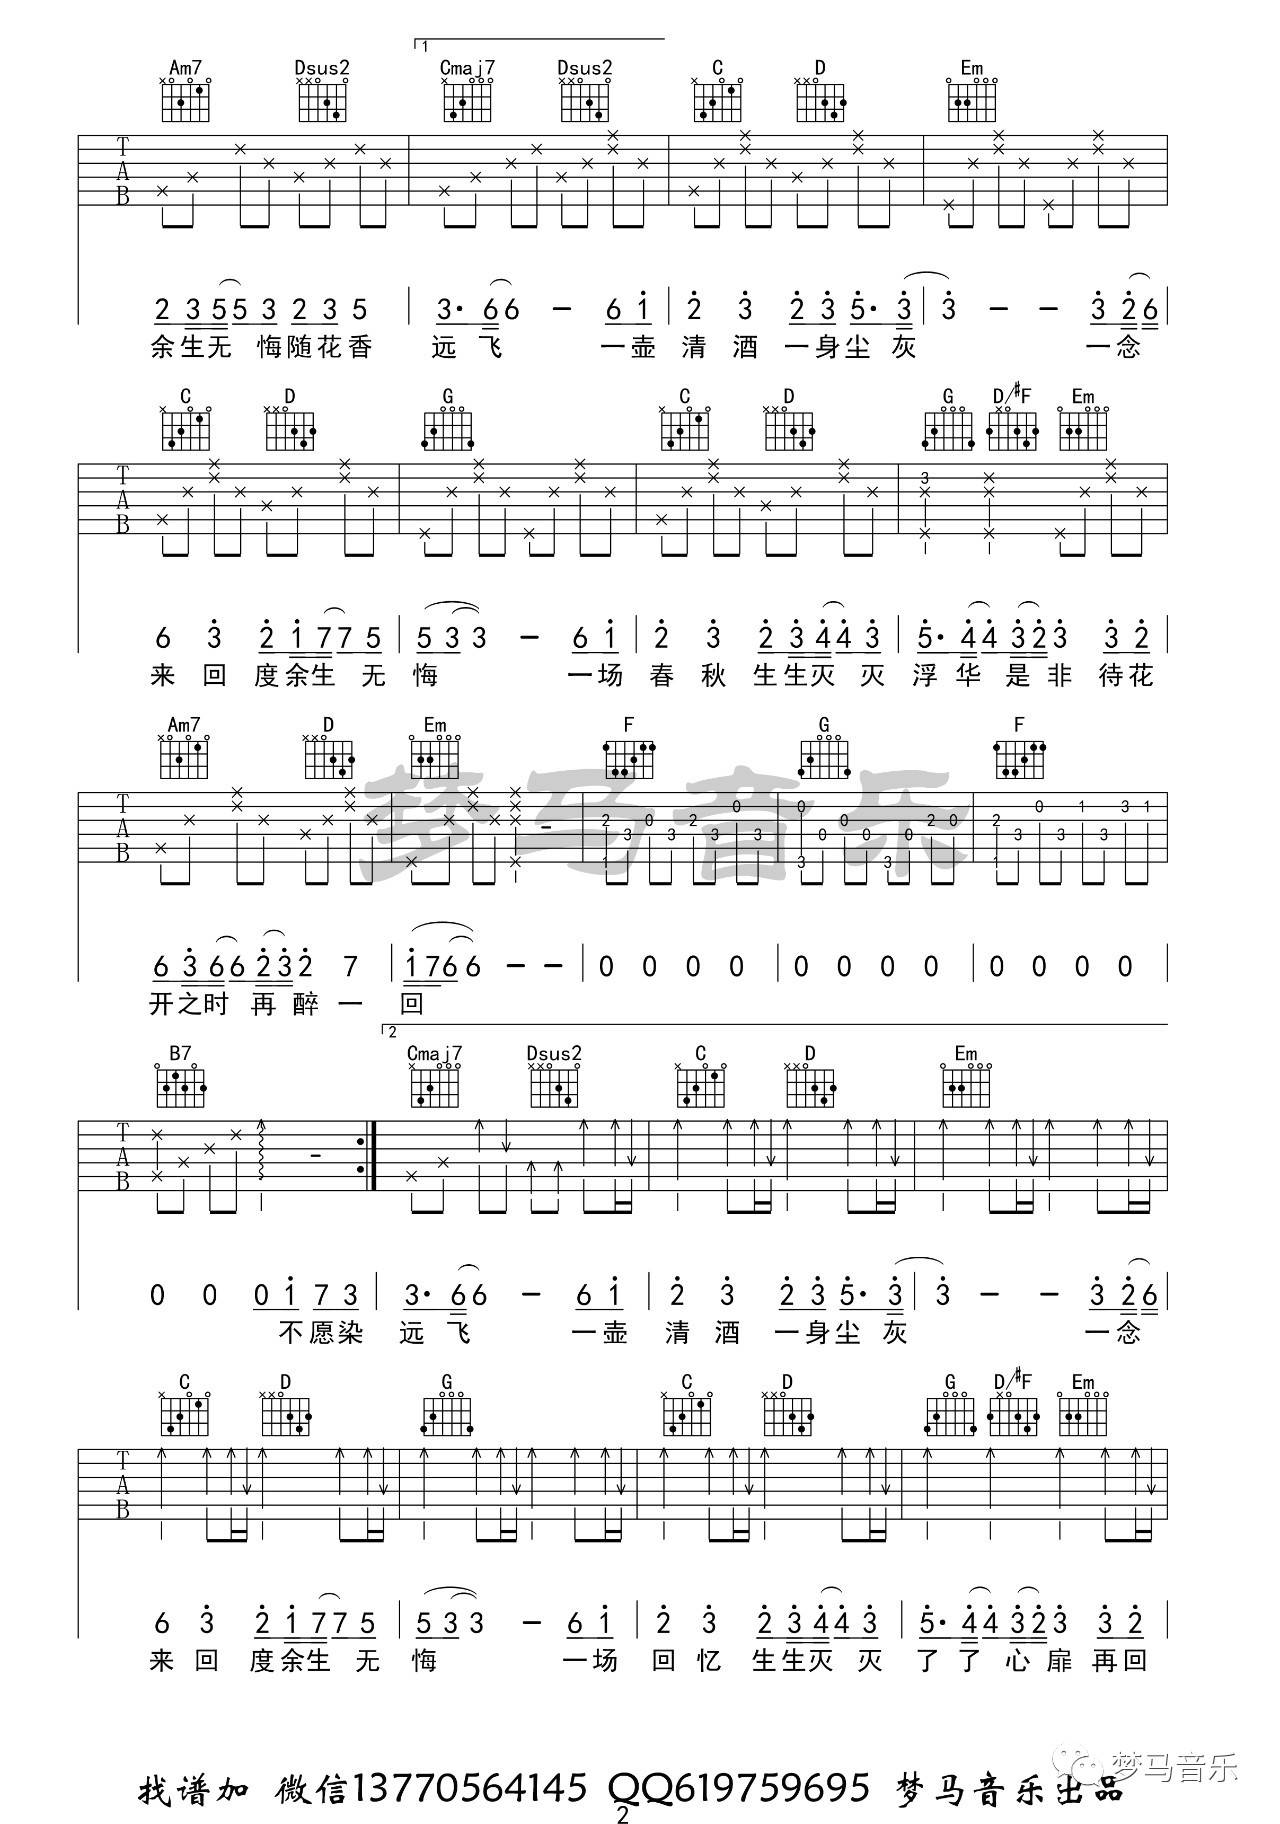 1
Am7 Dsus2 Cmaj7 Dsus2 C D Em
T
A
B
2 3 5 5 3 2 3 5 | 3· 6 6 — 6 1 | 2 3 2 3 5· 3 | 3 — — 3 2 6
余生无 悔随花香 远飞 一壶 清酒一身尘灰 一念
C D G C D G D/#F Em
T
A
B
3
6 3 2 1 7 7 5 | 5 3 3 — 6 1 | 2 3 2 3 4 4 3 | 5· 4 4 3 2 3 3 2
来回度余生无 悔 一场 春秋生生灭灭 浮华是非待花
Am7 D Em F G F
T
A
B
2 3 0 3 2 3 0 3 0 0 0 0 3 0 2 0 2 3 0 3 1 3 3 1
1 3 1
6 3 6 6 2 3 2 7 | 1 7 6 6 — — | 0 0 0 0 | 0 0 0 0 | 0 0 0 0
开之时再醉一 回
梦马音乐
2
B7 Cmaj7 Dsus2 C D Em
T
A
B
0 0 0 1 7 3 | 3· 6 6 — 6 1 | 2 3 2 3 5· 3 | 3 — — 3 2 6
不愿染 远飞 一壶 清酒一身尘灰 一念
C D G C D G D/#F Em
T
A
B
6 3 2 1 7 7 5 | 5 3 3 — 6 1 | 2 3 2 3 4 4 3 | 5· 4 4 3 2 3 3 2
来回度余生无 悔 一场 回忆生生灭灭 了了心扉再回
梦马音乐
找谱加 微信13770564145 QQ619759695 梦马音乐出品
2